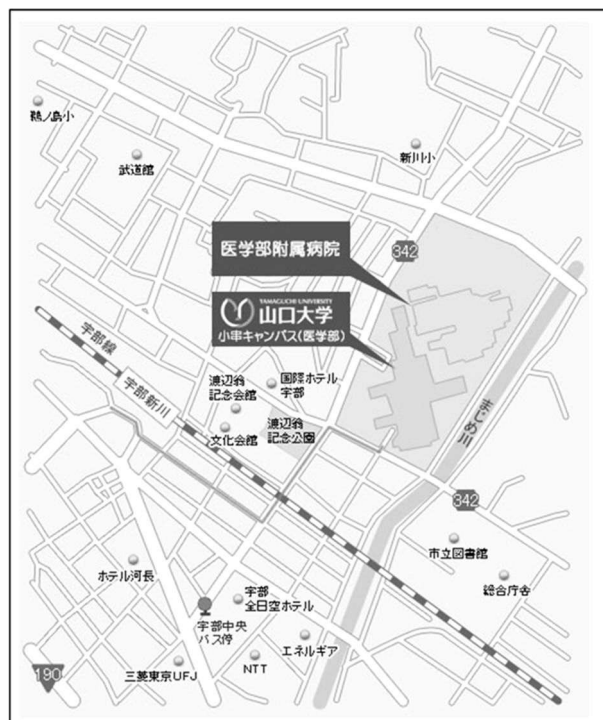 鵜ノ島小
武道館
新川小
342
医学部附属病院
YAMAGUCHI UNIVERSITY
山口大学
小串キャンパス(医学部)
宇部線
宇部新川
渡辺翁
記念会館
国際ホテル
宇部
文化会館
渡辺翁
記念公園
まじめ川
342
市立図書館
総合庁舎
ホテル河長
宇部
全日空ホテル
宇部中央
バス停
エネルギア
NTT
三菱東京UFJ
190